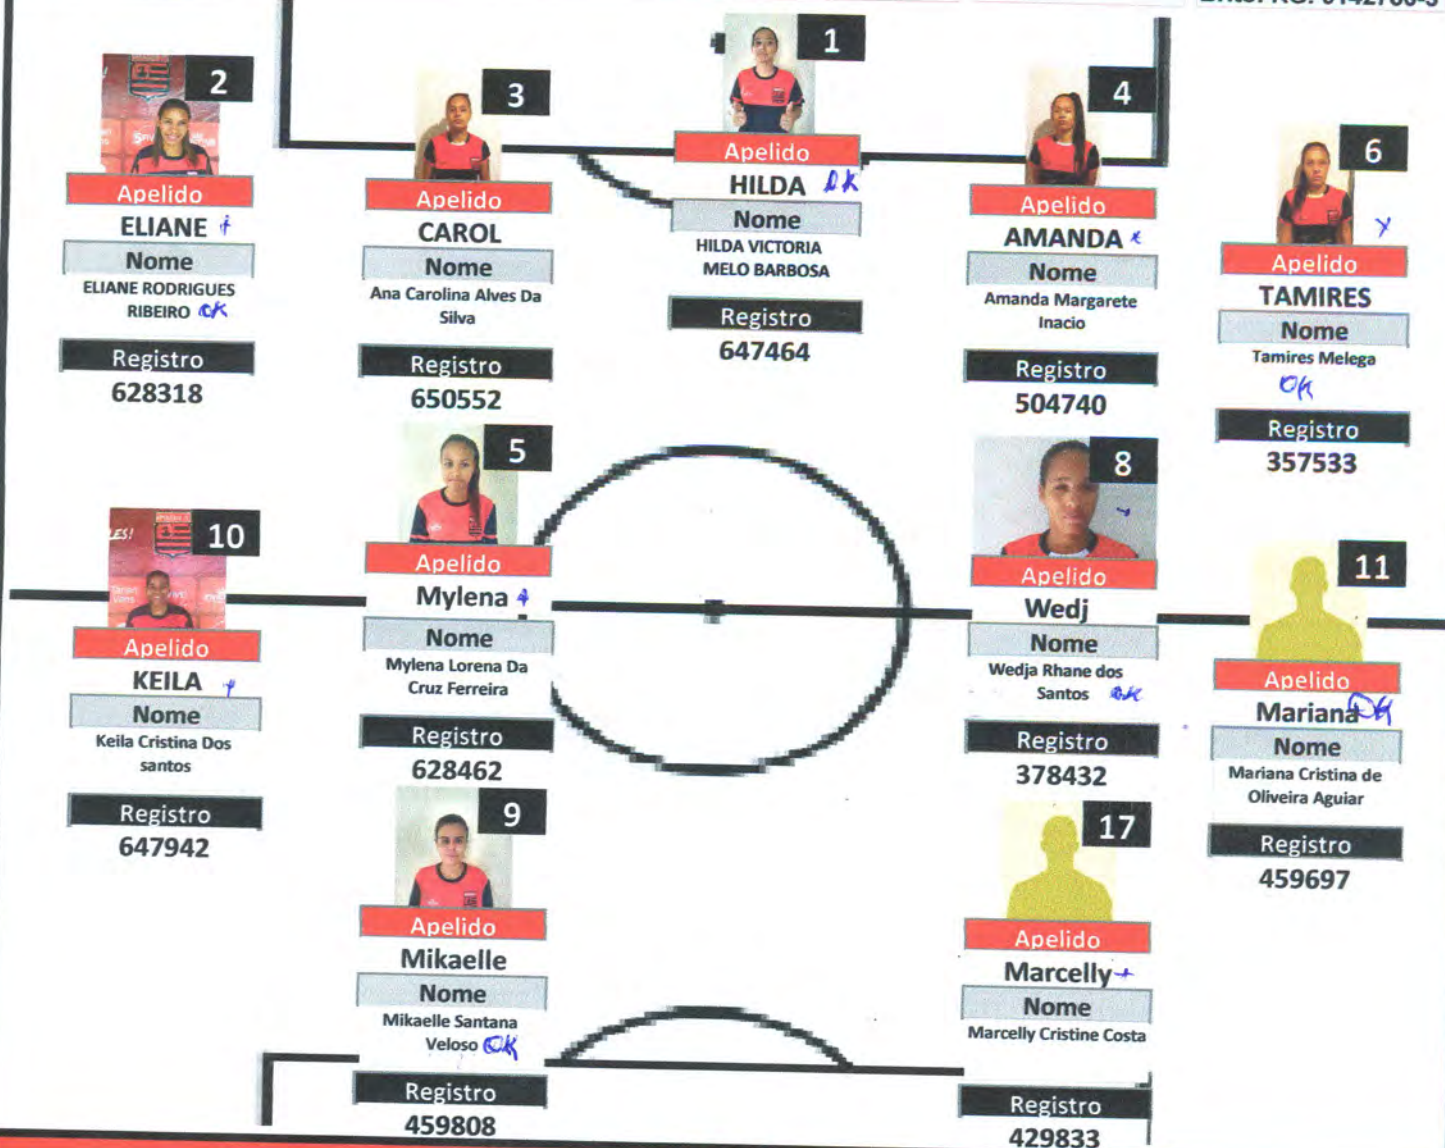 1
Apelido
HILDA OK
Nome
HILDA VICTORIA
MELO BARBOSA
Registro
647464
2
Apelido
ELIANE
Nome
ELIANE RODRIGUES
RIBEIRO OK
Registro
628318
3
Apelido
CAROL
Nome
Ana Carolina Alves Da
Silva
Registro
650552
4
Apelido
AMANDA x
Nome
Amanda Margarete
Inacio
Registro
504740
6
Apelido
TAMIRES
Nome
Tamires Melega
OK
Registro
357533
10
Apelido
KEILA
Nome
Keila Cristina Dos
santos
Registro
647942
5
Apelido
Mylena
Nome
Mylena Lorena Da
Cruz Ferreira
Registro
628462
8
Apelido
Wedj
Nome
Wedja Rhane dos
Santos OK
Registro
378432
11
Apelido
Mariana OK
Nome
Mariana Cristina de
Oliveira Aguiar
Registro
459697
9
Apelido
Mikaelle
Nome
Mikaelle Santana
Veloso OK
Registro
459808
17
Apelido
Marcelly +
Nome
Marcelly Cristine Costa
Registro
429833